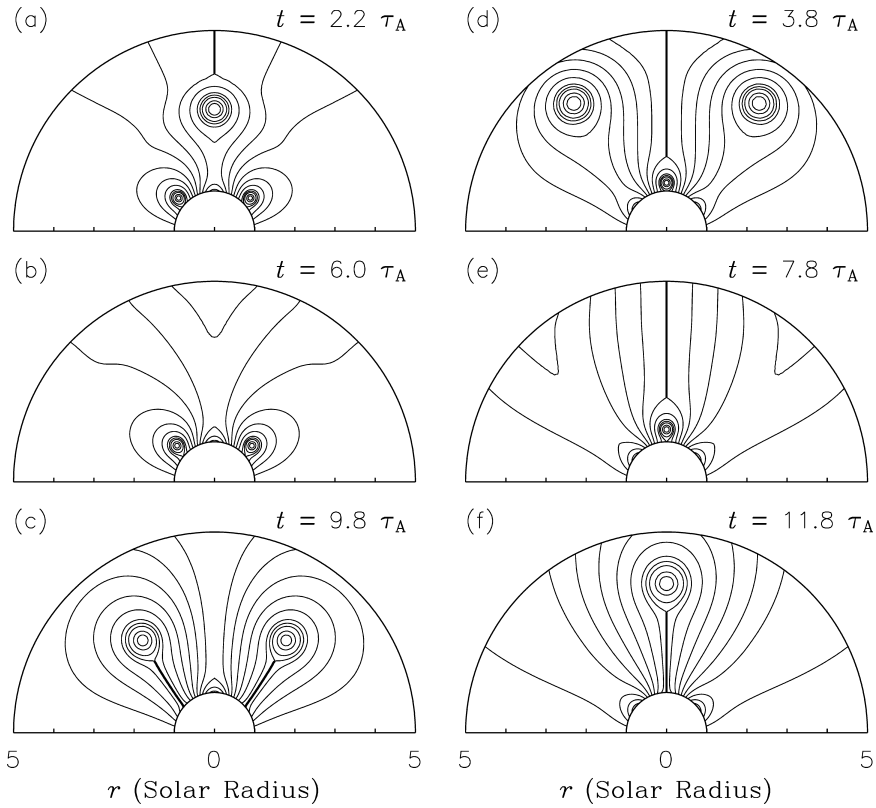 (a) t = 2.2 τA
(d) t = 3.8 τA
(b) t = 6.0 τA
(e) t = 7.8 τA
(c) t = 9.8 τA
(f) t = 11.8 τA
5 0 5
5 0 5
r (Solar Radius)
r (Solar Radius)